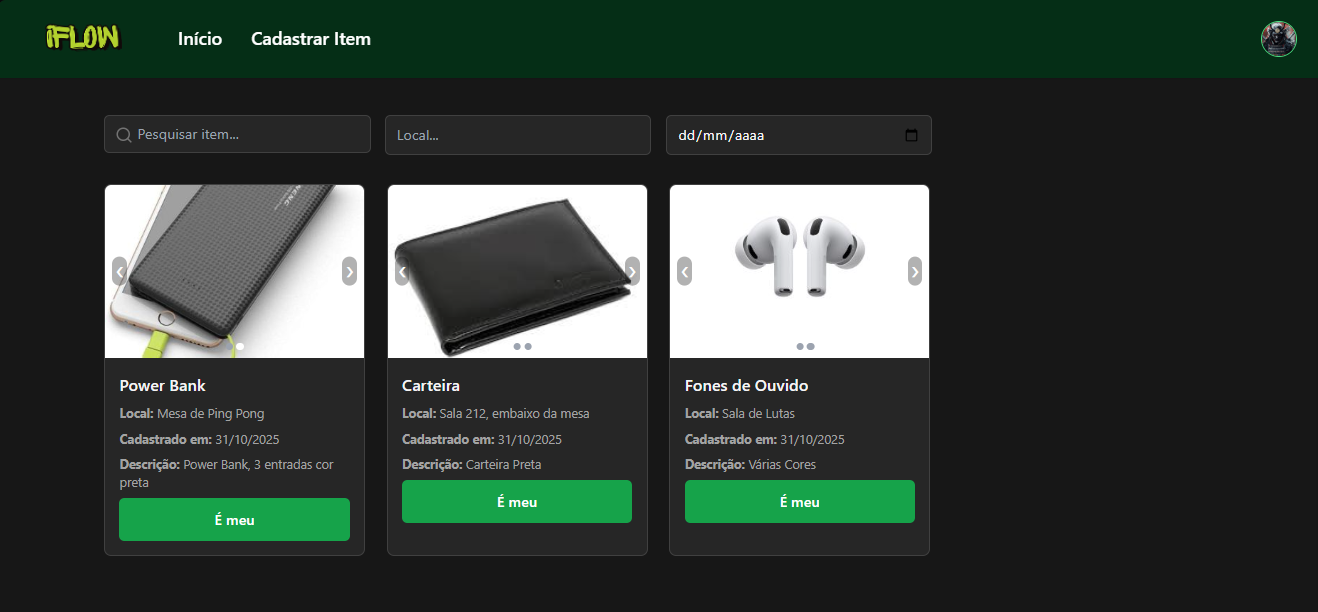 iFLOW
Início
Cadastrar Item
Pesquisar item...
Local...
dd/mm/aaaa
Power Bank
Local: Mesa de Ping Pong
Cadastrado em: 31/10/2025
Descrição: Power Bank, 3 entradas cor
preta
É meu
Carteira
Local: Sala 212, embaixo da mesa
Cadastrado em: 31/10/2025
Descrição: Carteira Preta
É meu
Fones de Ouvido
Local: Sala de Lutas
Cadastrado em: 31/10/2025
Descrição: Várias Cores
É meu